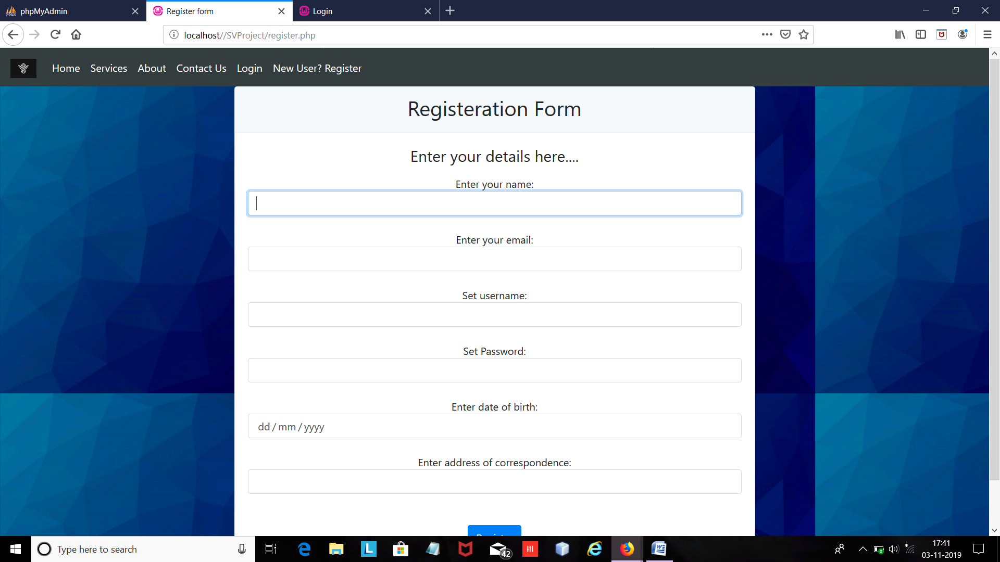 phpMyAdmin
Register form
Login
localhost//SVProject/register.php
Home Services About Contact Us Login New User? Register
Registeration Form
Enter your details here....
Enter your name:
Enter your email:
Set username:
Set Password:
Enter date of birth:
dd / mm / yyyy
Enter address of correspondence:
Register
Type here to search
42
17:41
03-11-2019